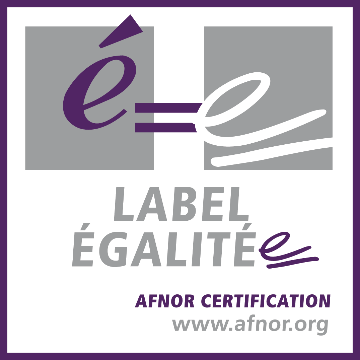 é=e
LABEL
ÉGALITÉe
AFNOR CERTIFICATION
www.afnor.org